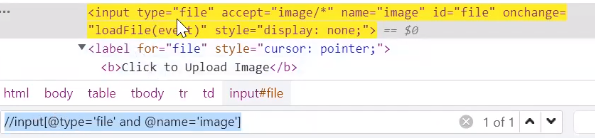 <input type="file" accept="image/*" name="image" id="file" onchange=
"loadFile(event)" style="display: none;"> == $0
▼<label for="file" style="cursor: pointer;">
<b>Click to Upload Image</b>
html body table tbody tr td input#file
//input[@type='file' and @name='image'] 1 of 1